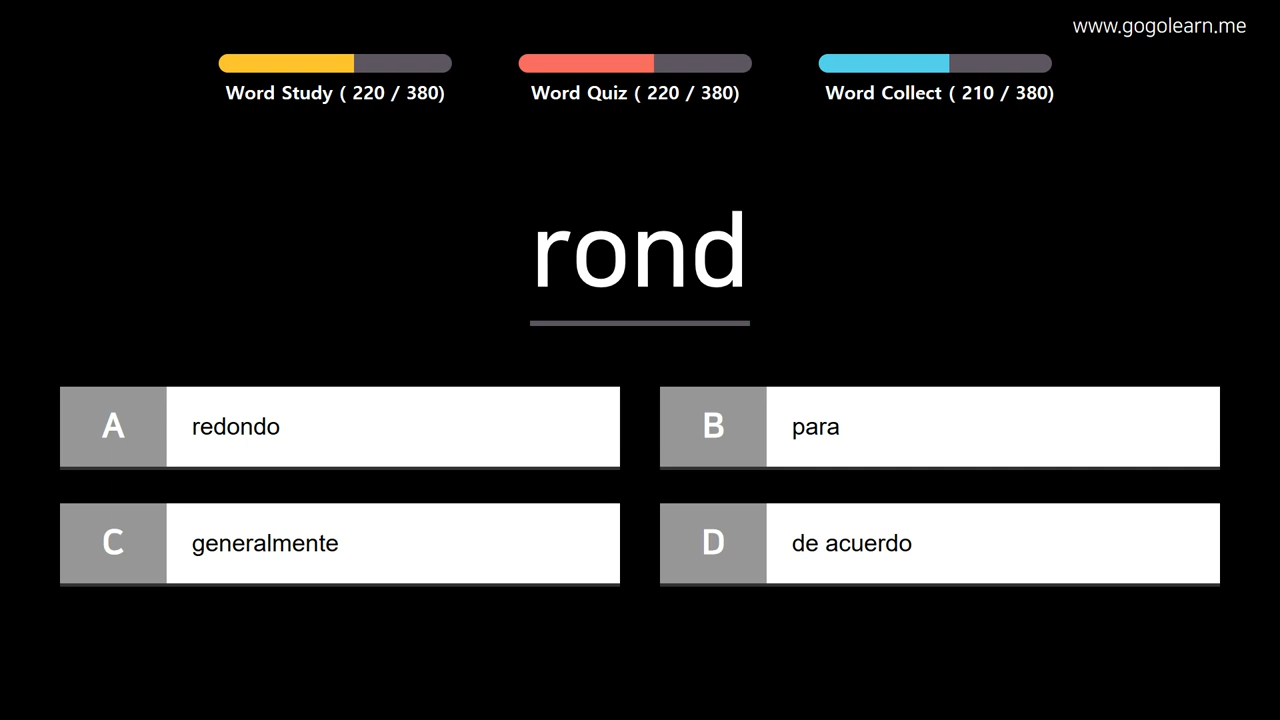 www.gogolearn.me
Word Study ( 220 / 380)
Word Quiz ( 220 / 380)
Word Collect ( 210 / 380)
rond
A
redondo
B
para
C
generalmente
D
de acuerdo